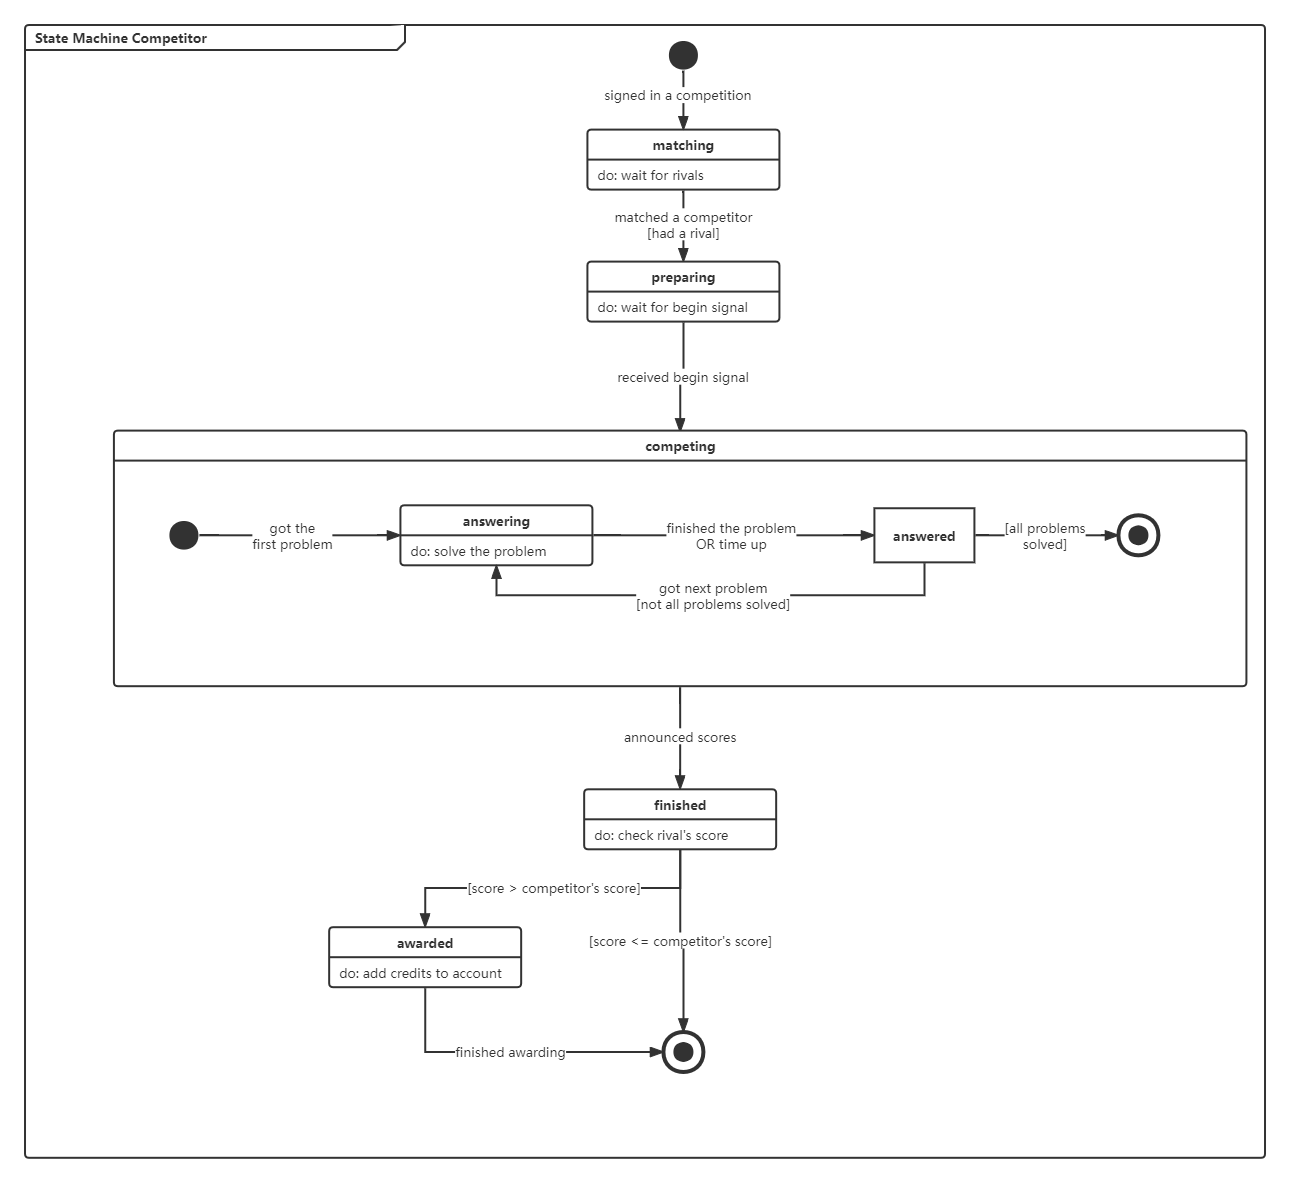 State Machine Competitor
signed in a competition
matching
do: wait for rivals
matched a competitor
[had a rival]
preparing
do: wait for begin signal
received begin signal
competing
got the
first problem
answering
do: solve the problem
finished the problem
OR time up
answered
[all problems
solved]
got next problem
[not all problems solved]
announced scores
finished
do: check rival's score
[score > competitor's score]
[score <= competitor's score]
awarded
do: add credits to account
finished awarding